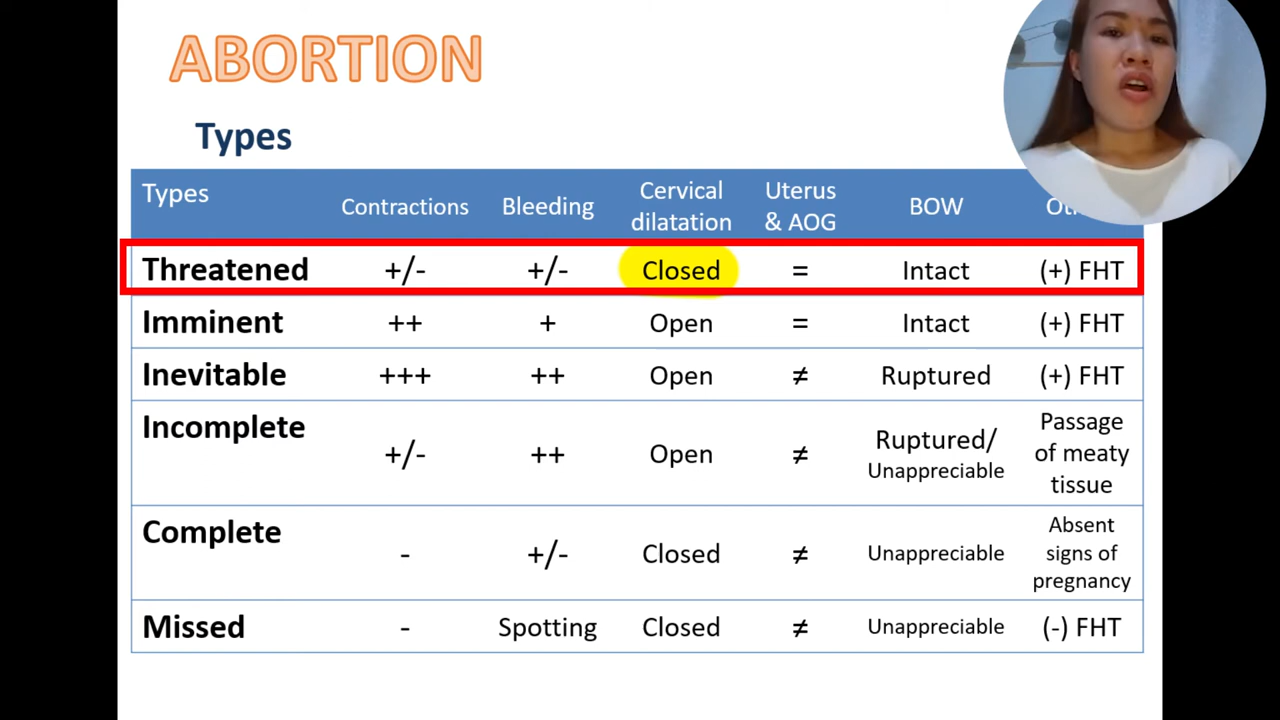 ABORTION
Types
Types Contractions Bleeding Cervical dilatation Uterus & AOG BOW
Threatened +/- +/- Closed = Intact (+) FHT
Imminent ++ + Open = Intact (+) FHT
Inevitable +++ ++ Open ≠ Ruptured (+) FHT
Incomplete +/- ++ Open ≠ Ruptured/ Unappreciable Passage of meaty tissue
Complete - +/- Closed ≠ Unappreciable Absent signs of pregnancy
Missed - Spotting Closed ≠ Unappreciable (-) FHT